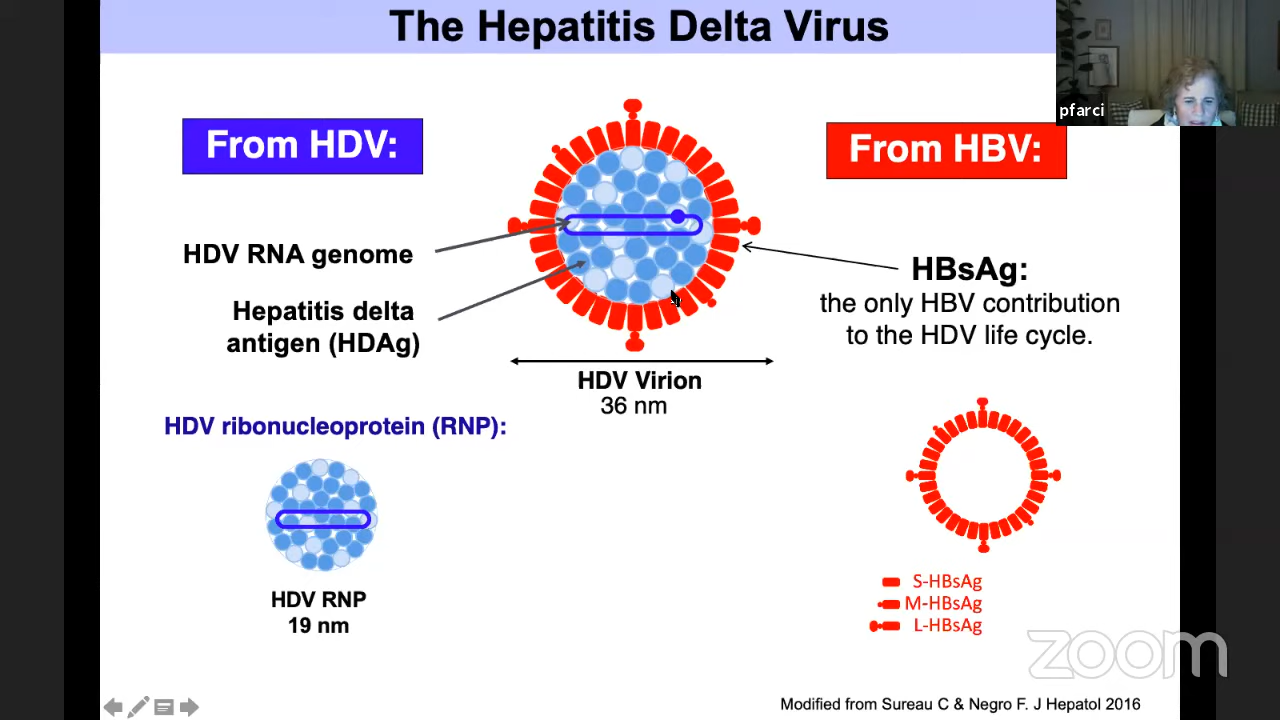 The Hepatitis Delta Virus
pfarci
From HDV:
From HBV:
HDV RNA genome
Hepatitis delta
antigen (HDAg)
HBsAg:
the only HBV contribution
to the HDV life cycle.
HDV Virion
36 nm
HDV ribonucleoprotein (RNP):
HDV RNP
19 nm
S-HBsAg
M-HBsAg
L-HBsAg
zoom
Modified from Sureau C & Negro F. J Hepatol 2016